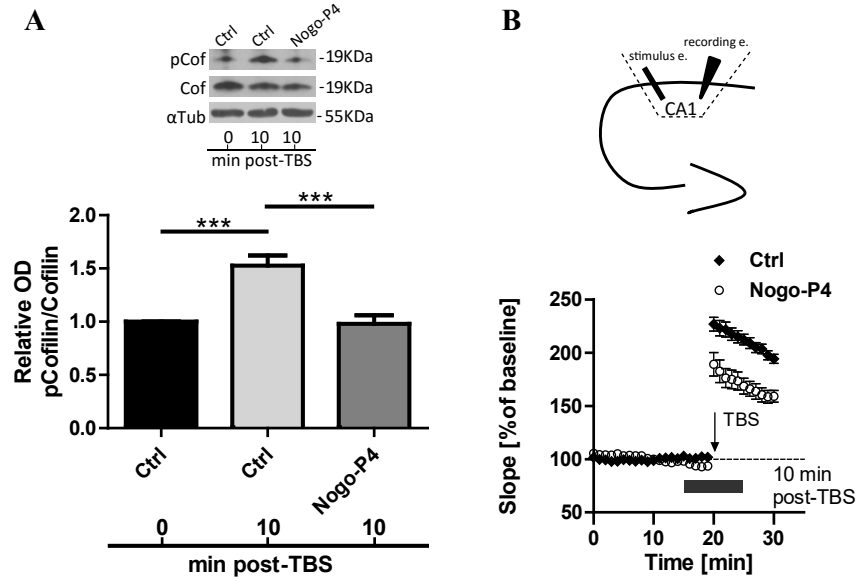 A
Ctrl Ctrl Nogo-P4
pCof -19KDa
Cof -19KDa
αTub -55KDa
0 10 10
min post-TBS
*** ***
Relative OD
pCofilin/Cofilin
2.0
1.5
1.0
0.5
0.0
Ctrl Ctrl Nogo-P4
0 10 10
min post-TBS
B
stimulus e. recording e.
CA1
Ctrl
Nogo-P4
Slope [%of baseline]
250
200
150
100
50
TBS
10 min
post-TBS
0 10 20 30
Time [min]